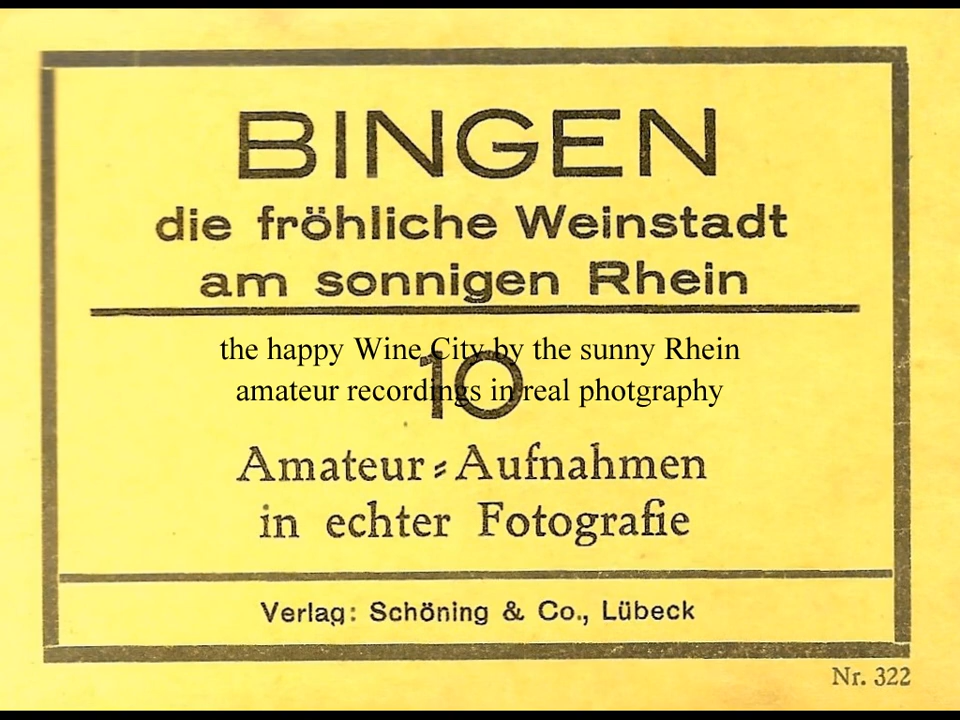 BINGEN
die fröhliche Weinstadt
am sonnigen Rhein
the happy Wine City by the sunny Rhein
10
amateur recordings in real photgraphy
Amateur=Aufnahmen
in echter Fotografie
Verlag: Schöning & Co., Lübeck
Nr. 322